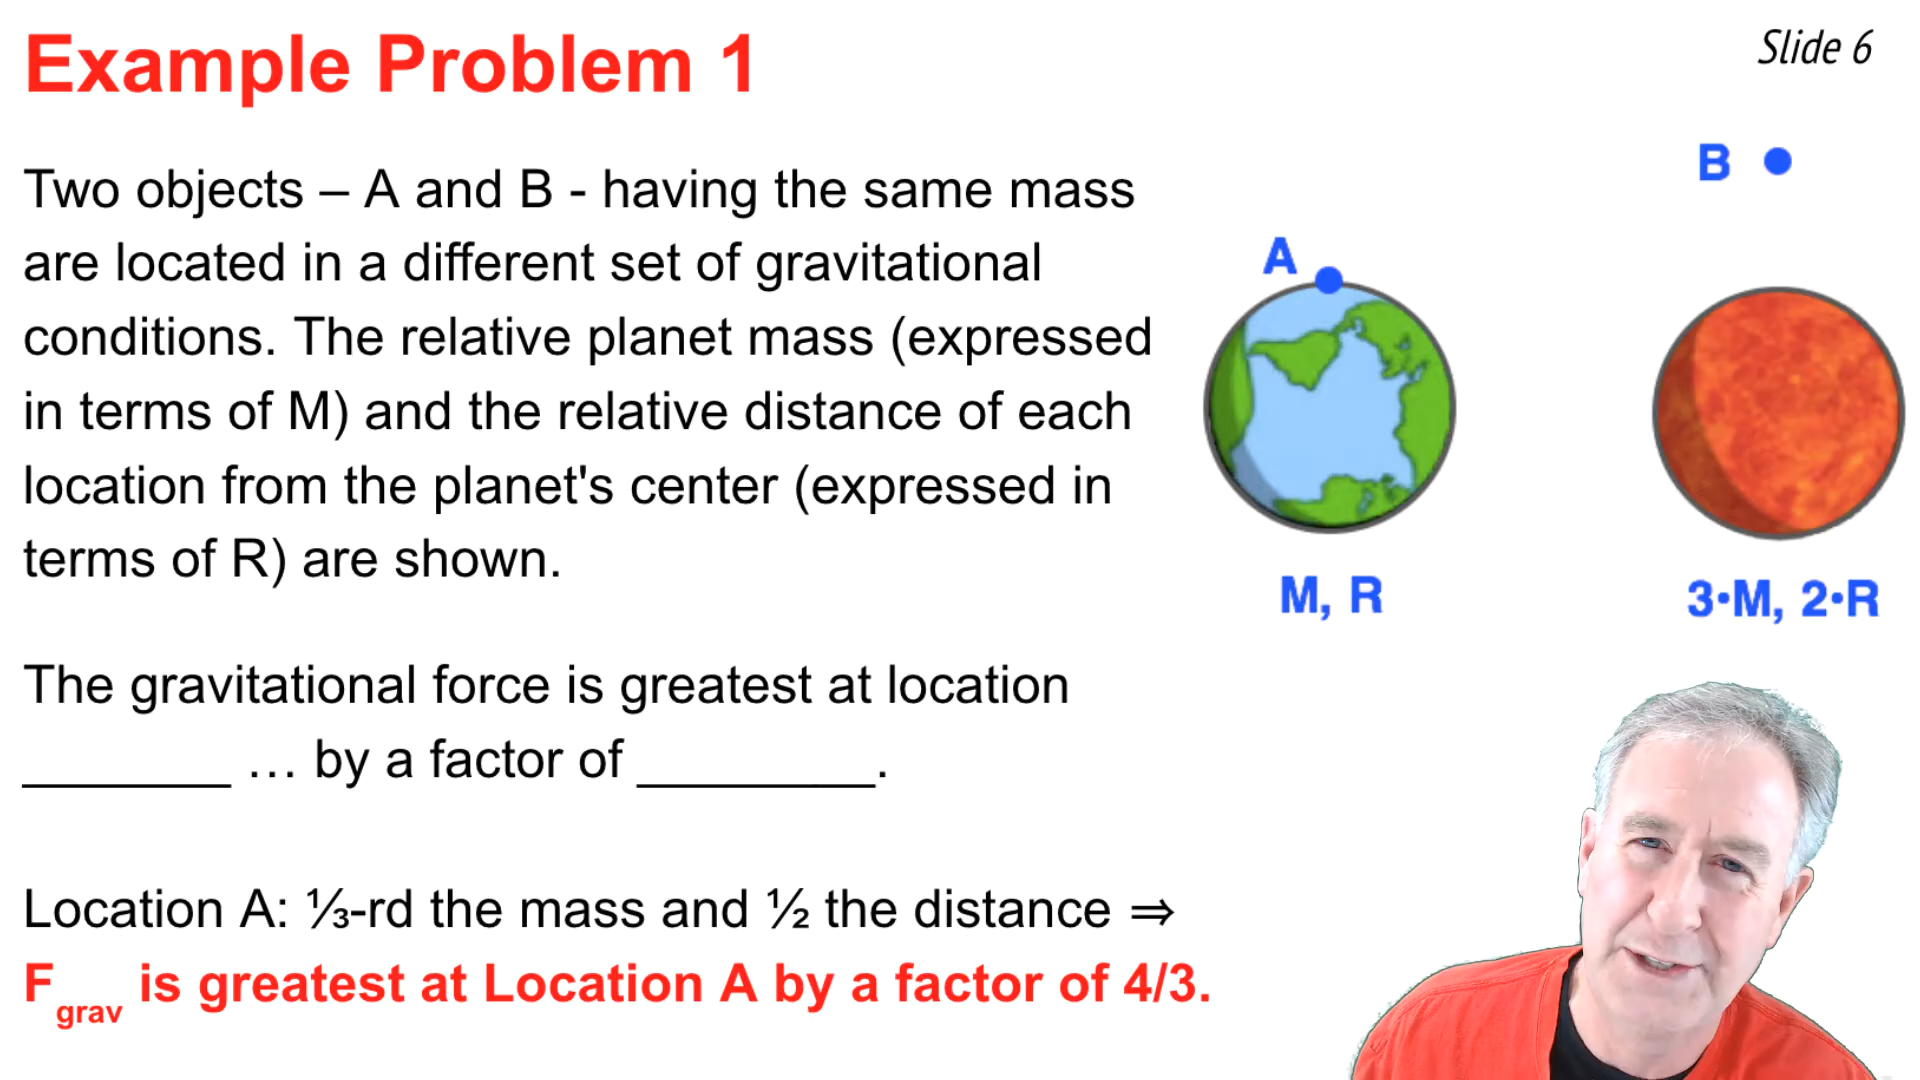 Example Problem 1
Slide 6
Two objects – A and B - having the same mass
are located in a different set of gravitational
conditions. The relative planet mass (expressed
in terms of M) and the relative distance of each
location from the planet's center (expressed in
terms of R) are shown.
B
A
M, R
3•M, 2•R
The gravitational force is greatest at location
_______ … by a factor of ________.
Location A: ⅓-rd the mass and ½ the distance ⇒
F grav is greatest at Location A by a factor of 4/3.